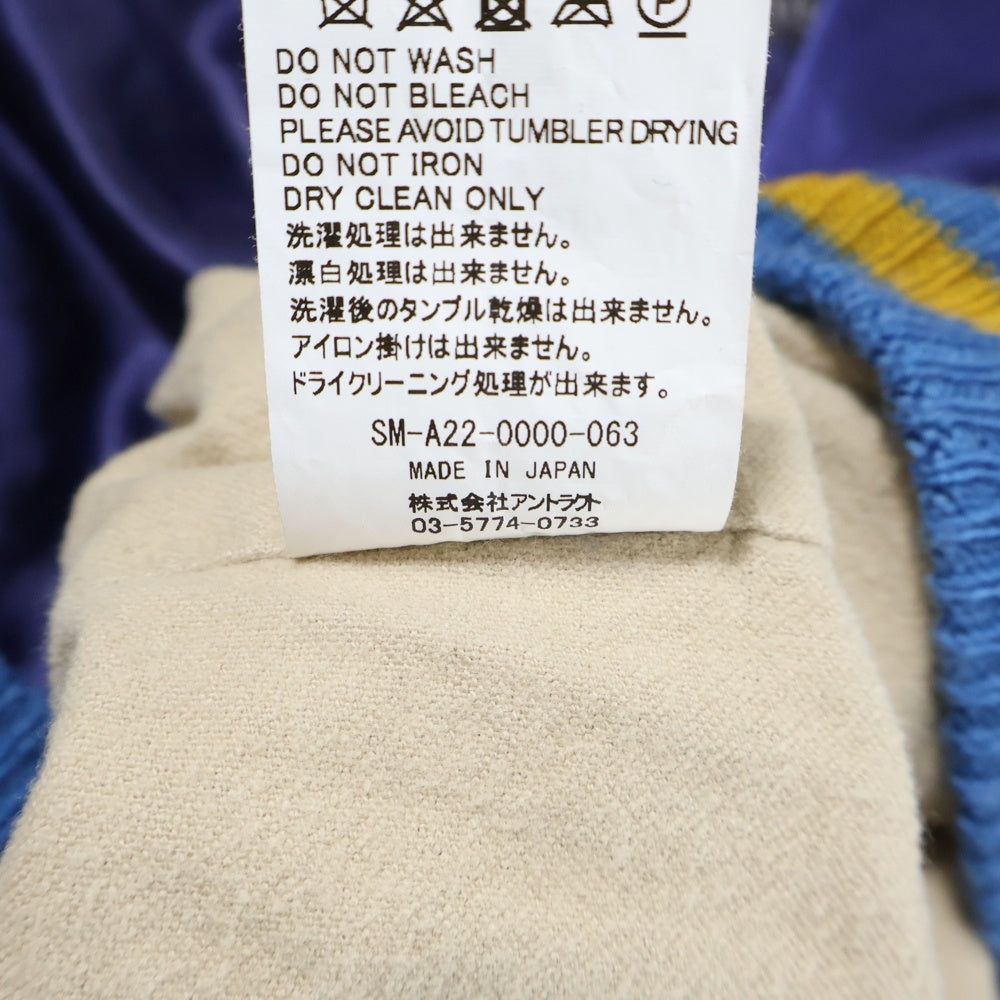 P
DO NOT WASH
DO NOT BLEACH
PLEASE AVOID TUMBLER DRYING
DO NOT IRON
DRY CLEAN ONLY
洗濯処理は出来ません。
漂白処理は出来ません。
洗濯後のタンブル乾燥は出来ません。
アイロン掛けは出来ません。
ドライクリーニング処理が出来ます。
SM-A22-0000-063
MADE IN JAPAN
株式会社アントラクト
03-5774-0733